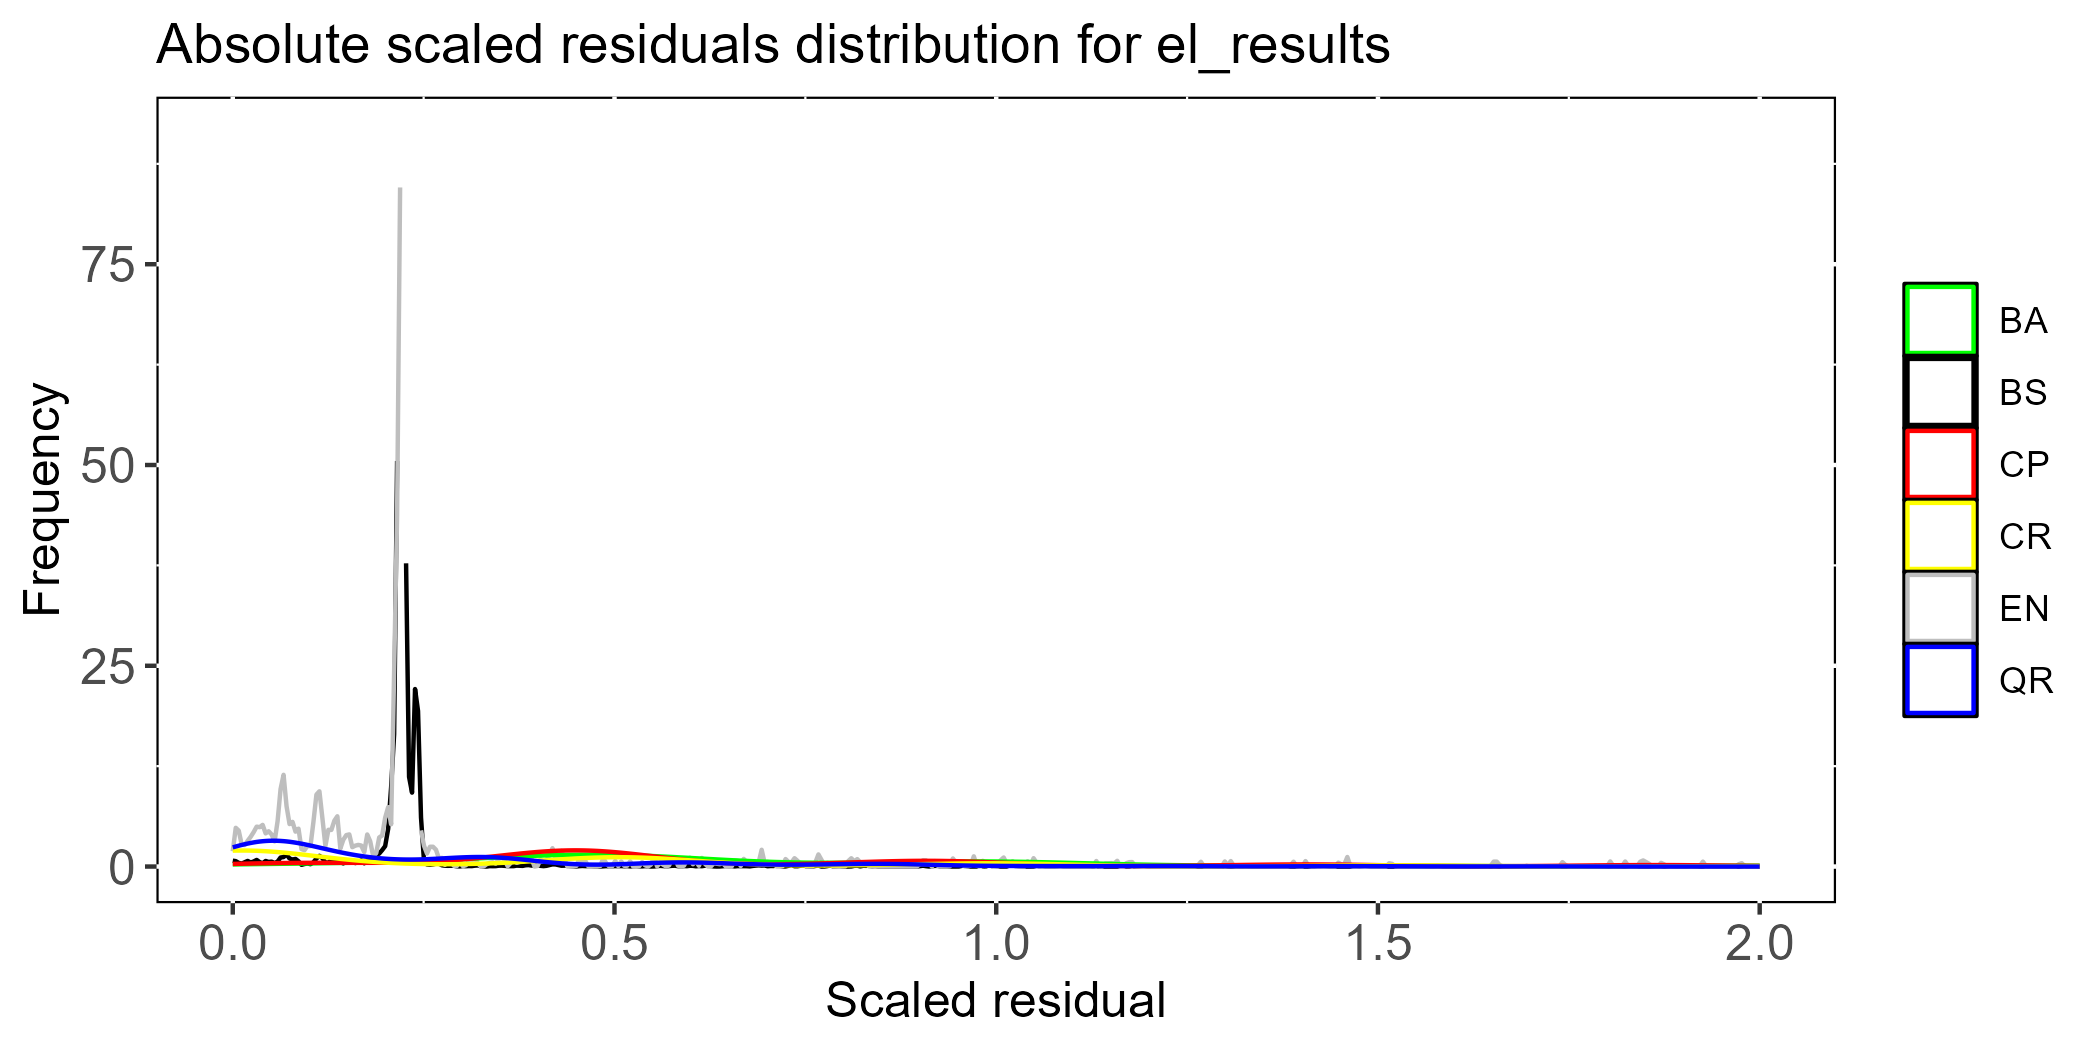 Absolute scaled residuals distribution for el_results
Frequency
75
50
25
0
0.0 0.5 1.0 1.5 2.0
Scaled residual
BA
BS
CP
CR
EN
QR